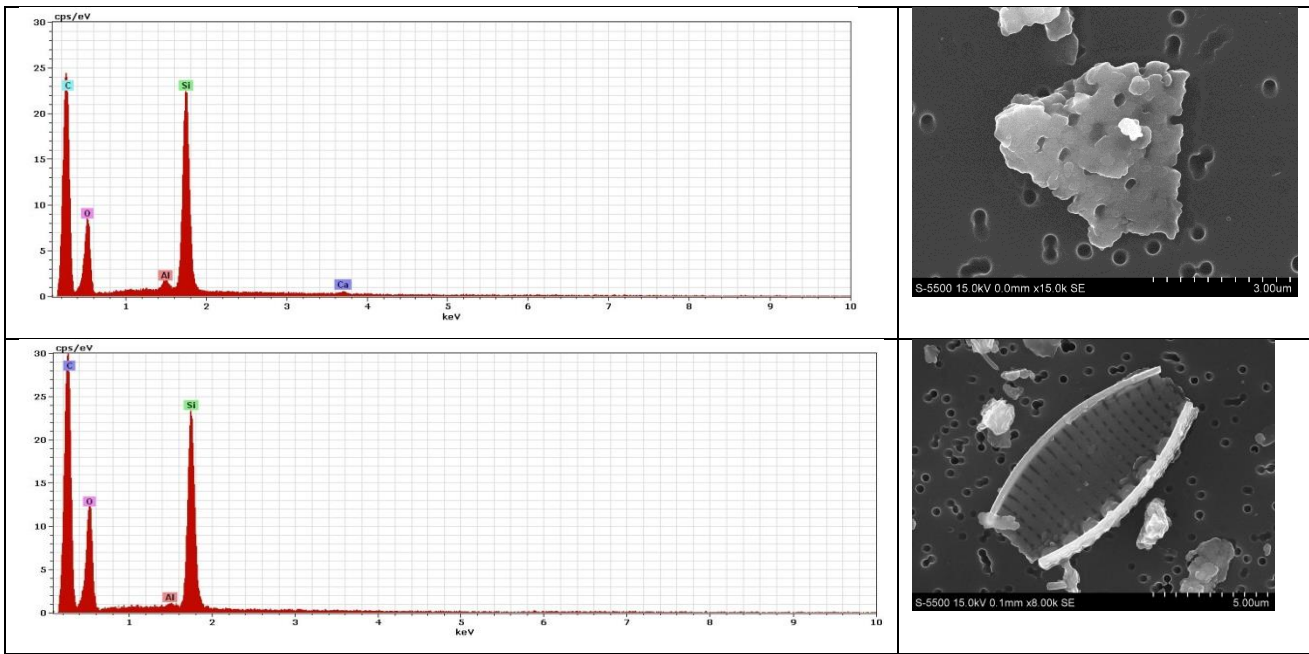 cps/eV
30
25
20
15
10
5
0
C
O
Al
Si
Ca
1 2 3 4 5 6 7 8 9 10
keV
S-5500 15.0kV 0.0mm x15.0k SE 3.00um
cps/eV
30
25
20
15
10
5
0
C
O
Al
Si
1 2 3 4 5 6 7 8 9 10
keV
S-5500 15.0kV 0.1mm x8.00k SE 5.00um